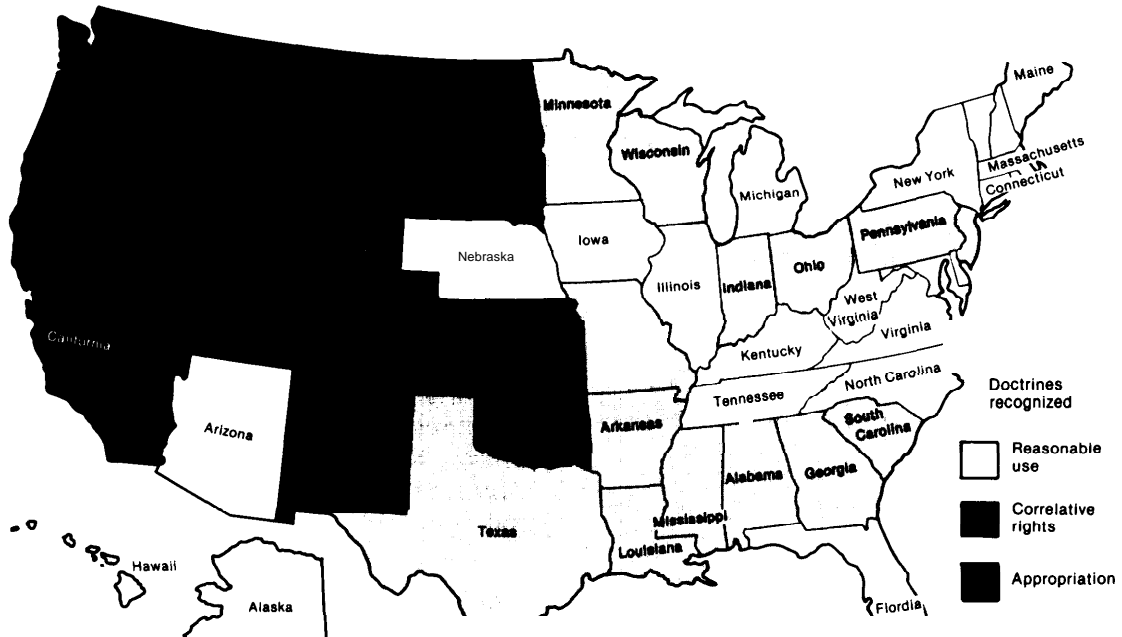 Maine
Minnesota
Wisconsin
Massachusetts
Michigan
New York
Connecticut
Pennsylvania
Iowa
Nebraska
Ohio
Illinois
Indiana
West
Virginia
Virginia
California
Kentucky
North Carolina
Tennessee
Doctrines
recognized
Arizona
Arkansas
South
Carolina
Reasonable
use
Alabama
Georgia
Correlative
rights
Texas
Mississippi
Louisiana
Hawaii
Appropriation
Alaska
Flordia